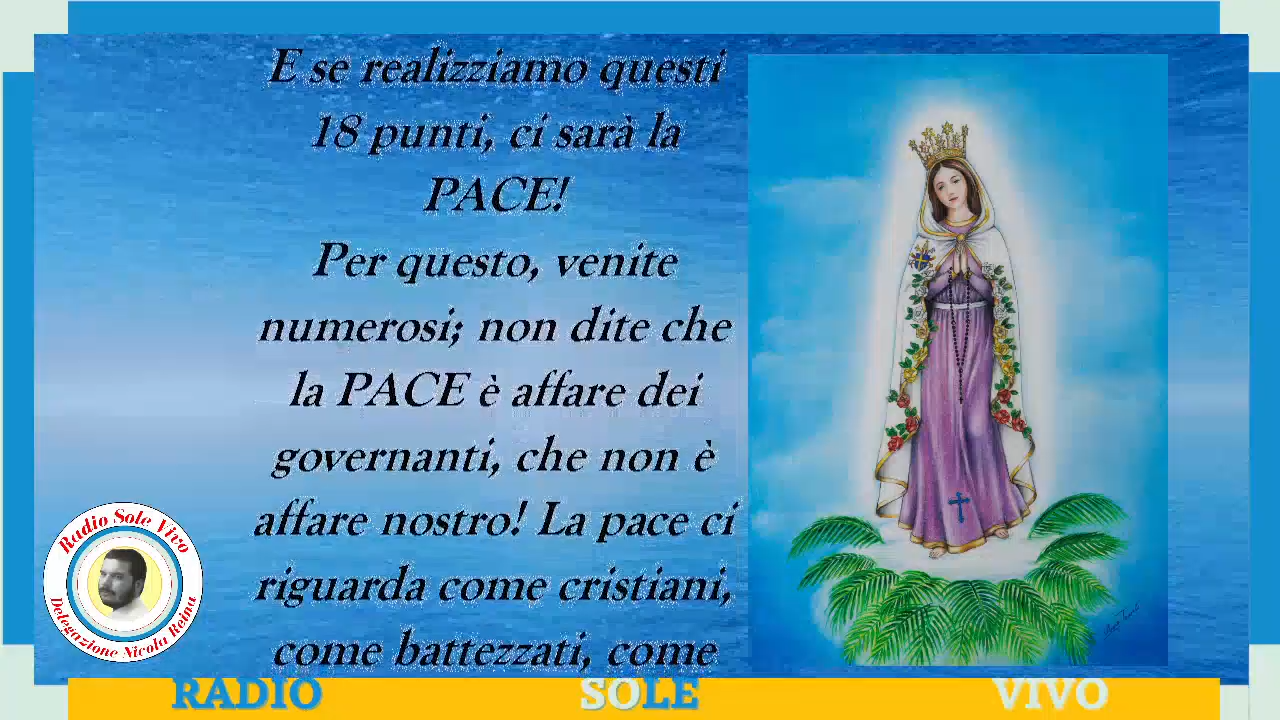 E se realizziamo questi
18 punti, ci sarà la
PACE!
Per questo, venite
numerosi; non dite che
la PACE è affare dei
governanti, che non è
affare nostro! La pace ci
riguarda come cristiani,
come battezzati, come
Radio Sole Vivo
Delegazione Nicola Reina
RADIO SOLE VIVO